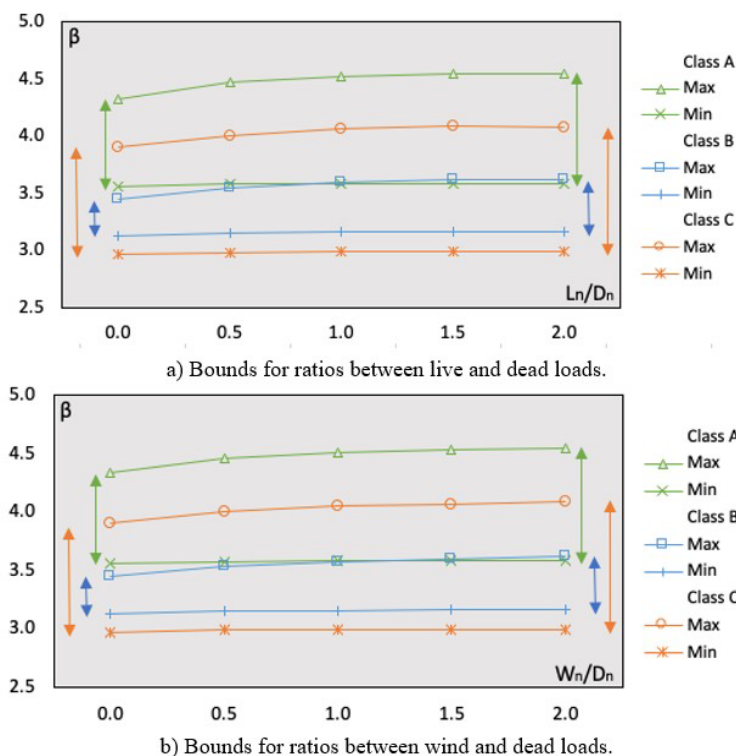 5.0
β
4.5
4.0
3.5
3.0
2.5
Lₙ/Dₙ
0.0 0.5 1.0 1.5 2.0
Class A
Max
Min
Class B
Max
Min
Class C
Max
Min
a) Bounds for ratios between live and dead loads.
5.0
β
4.5
4.0
3.5
3.0
2.5
Wₙ/Dₙ
0.0 0.5 1.0 1.5 2.0
Class A
Max
Min
Class B
Max
Min
Class C
Max
Min
b) Bounds for ratios between wind and dead loads.